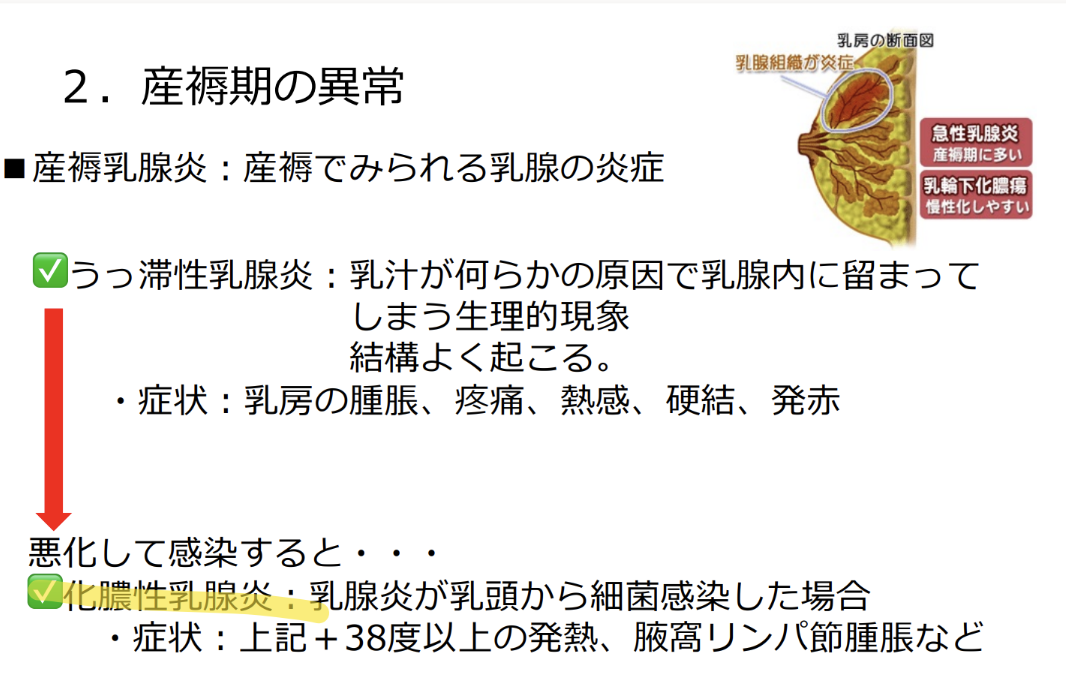 2．産褥期の異常
乳房の断面図
乳腺組織が炎症
急性乳腺炎
産褥期に多い
乳輪下化膿瘍
慢性化しやすい
■産褥乳腺炎：産褥でみられる乳腺の炎症
✅うっ滞性乳腺炎：乳汁が何らかの原因で乳腺内に留まって
しまう生理的現象
結構よく起こる。
・症状：乳房の腫脹、疼痛、熱感、硬結、発赤
悪化して感染すると・・・
✅化膿性乳腺炎：乳腺炎が乳頭から細菌感染した場合
・症状：上記＋38度以上の発熱、腋窩リンパ節腫脹など